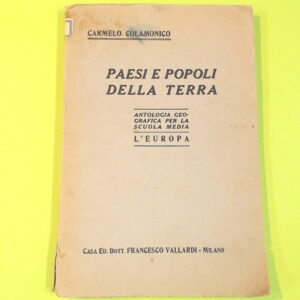 CARMELO COLAMONICO
PAESI E POPOLI
DELLA TERRA
ANTOLOGIA GEO-
GRAFICA PER LA
SCUOLA MEDIA
L'EUROPA
CASA ED. DOTT. FRANCESCO VALLARDI - MILANO